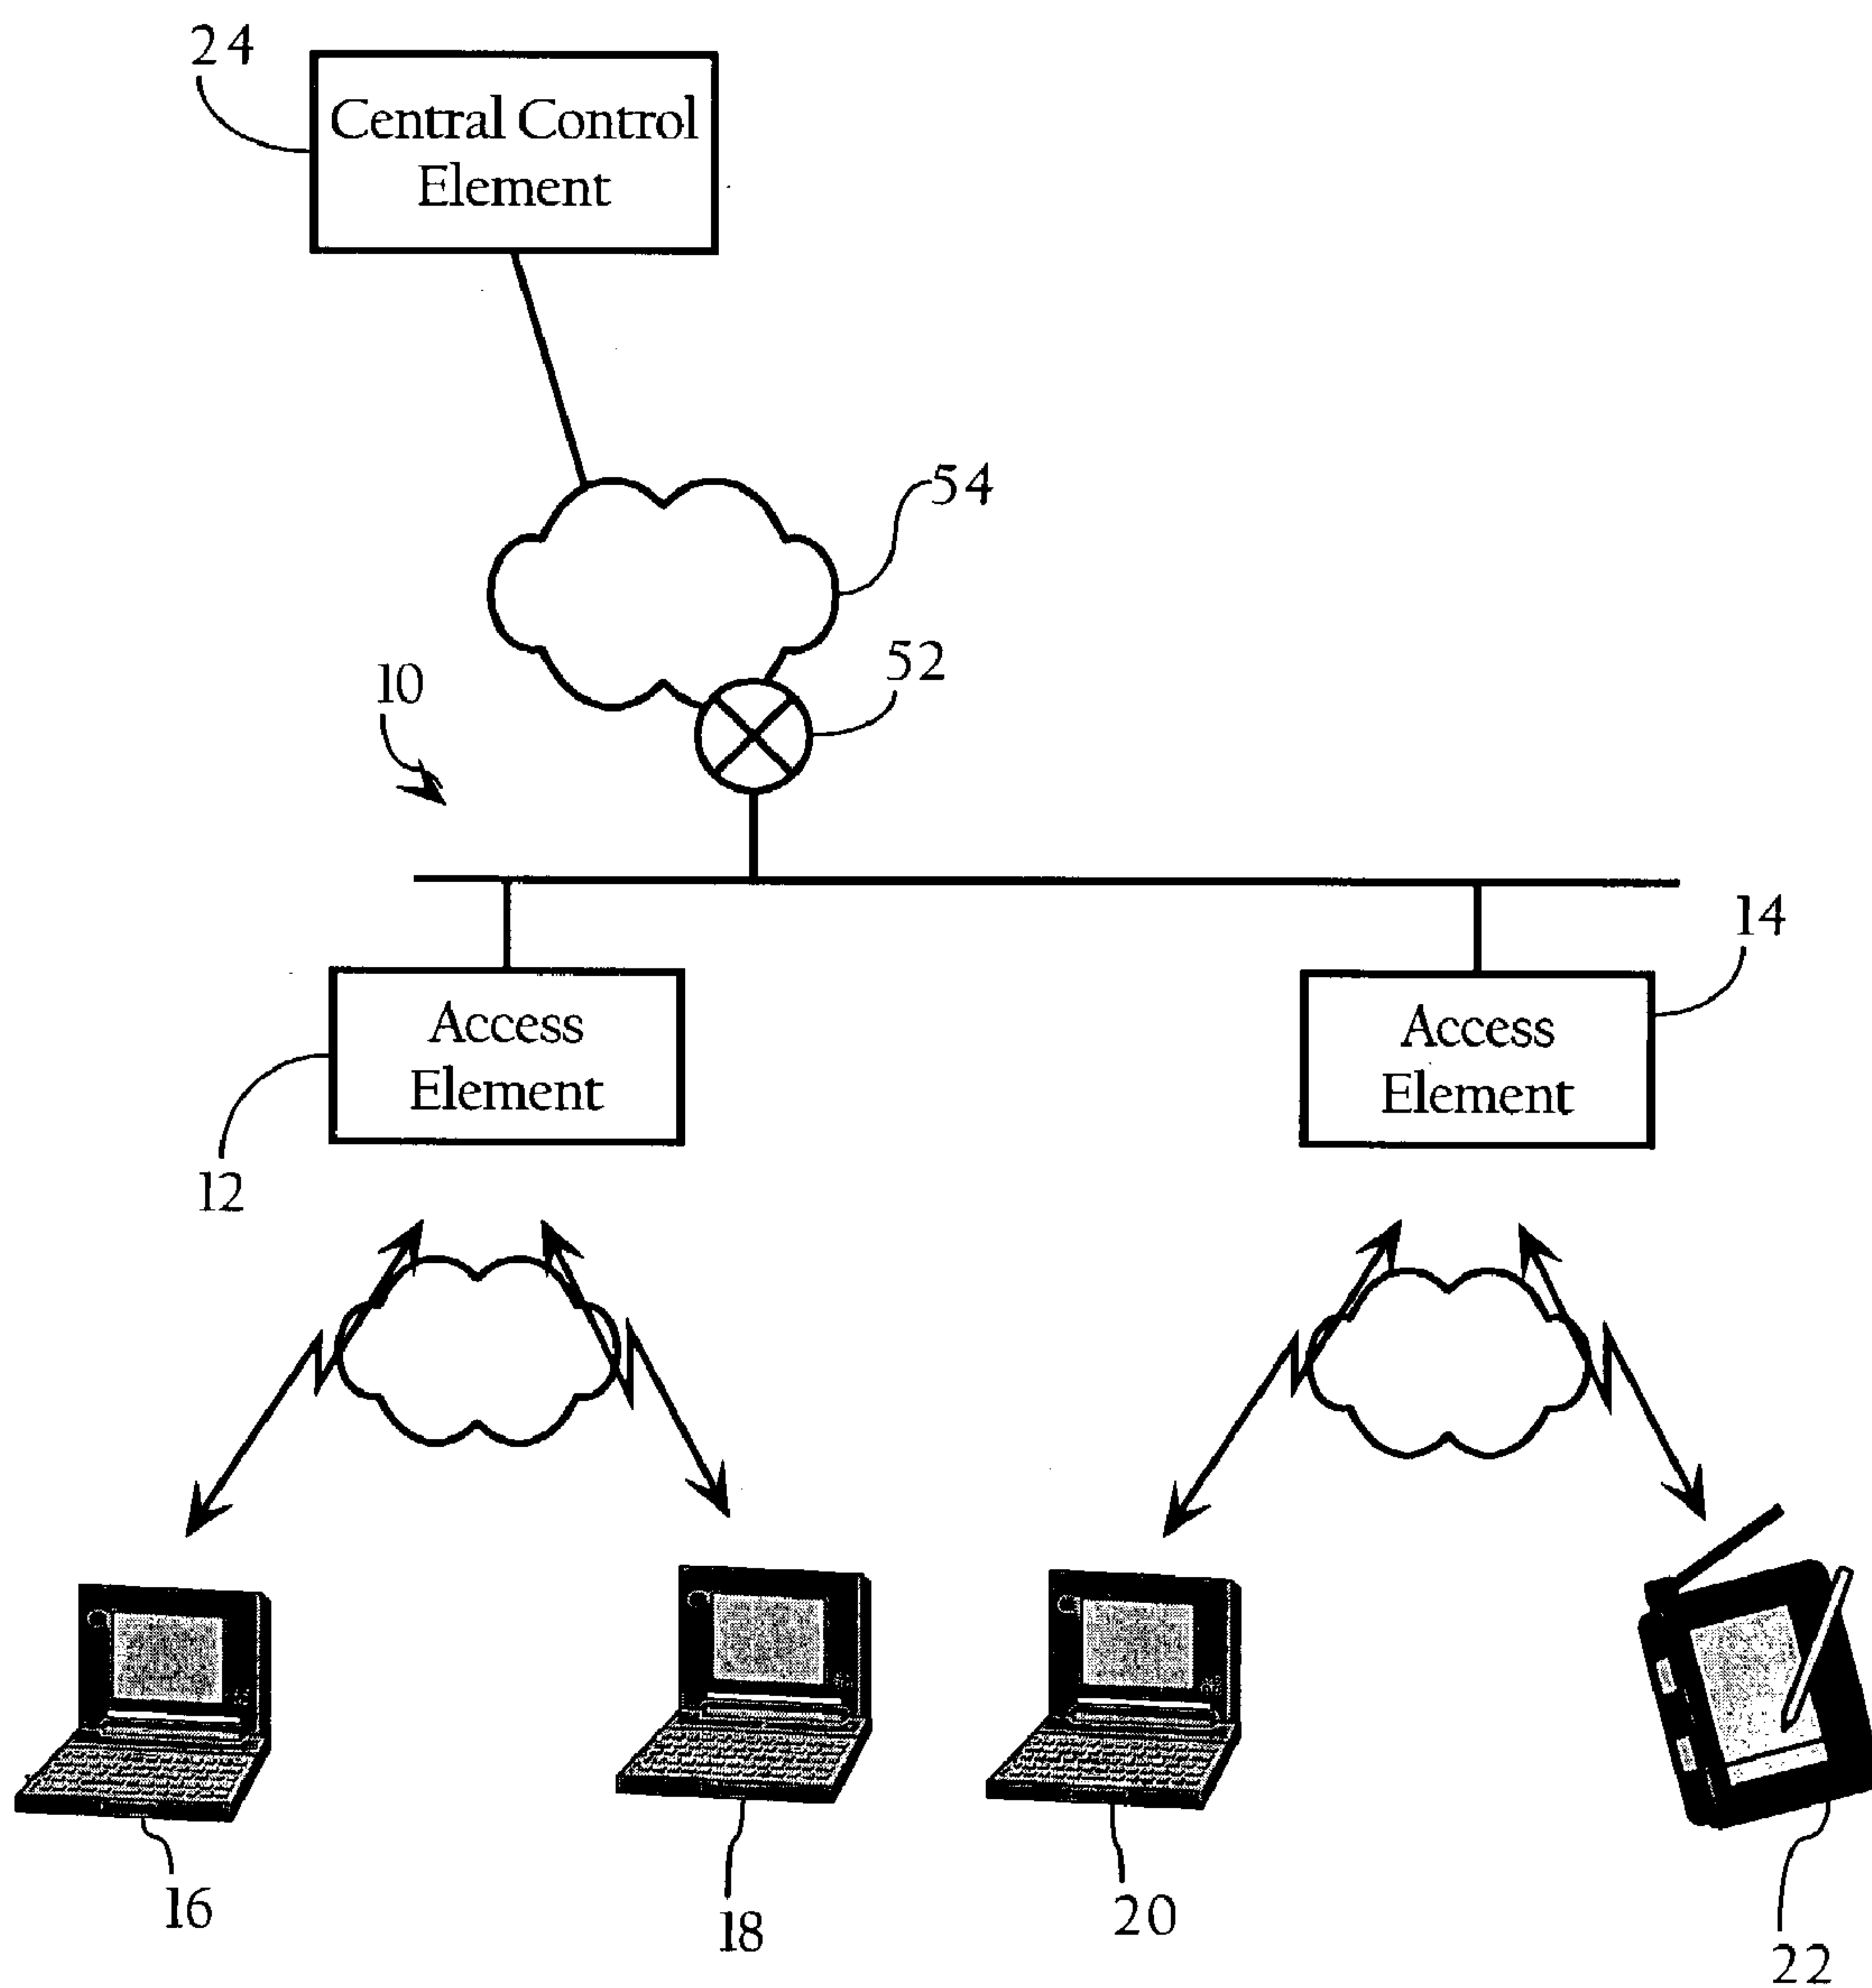 24
Central Control
Element
54
52
10
14
Access
Element
Access
Element
12
16
18
20
22